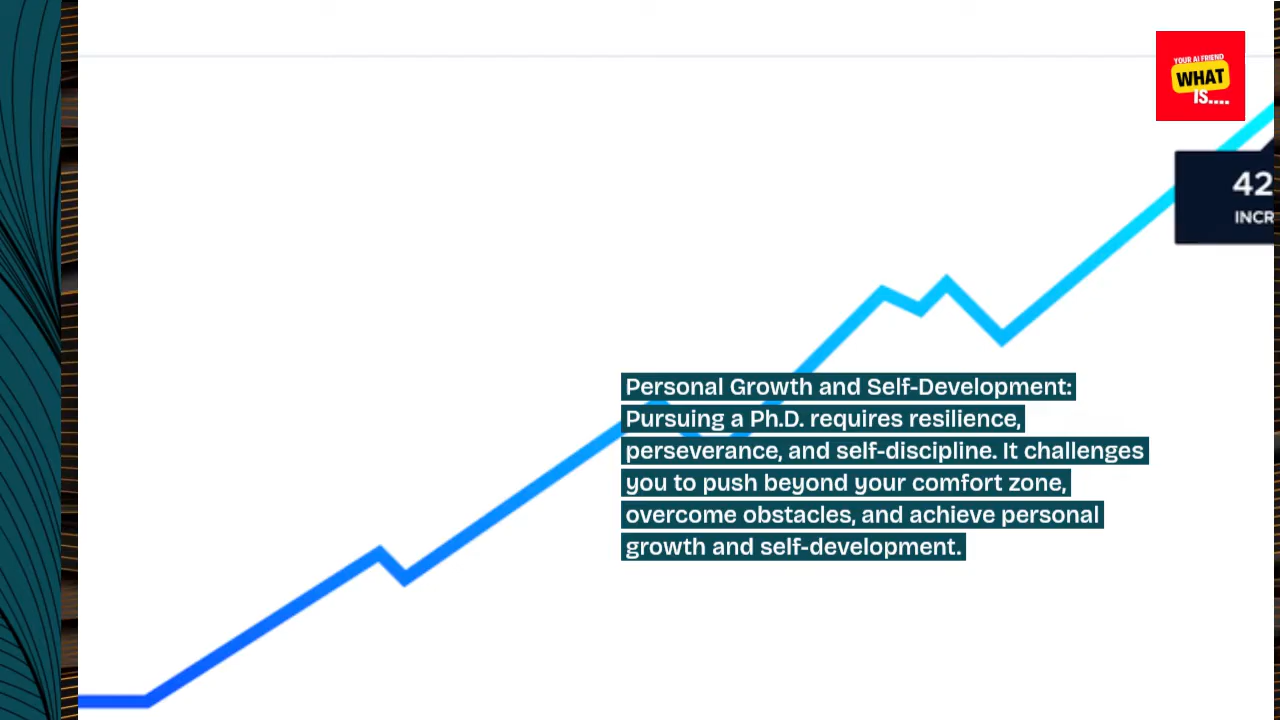 YOUR AI FRIEND
WHAT
IS....
42
INCR
Personal Growth and Self-Development:
Pursuing a Ph.D. requires resilience,
perseverance, and self-discipline. It challenges
you to push beyond your comfort zone,
overcome obstacles, and achieve personal
growth and self-development.